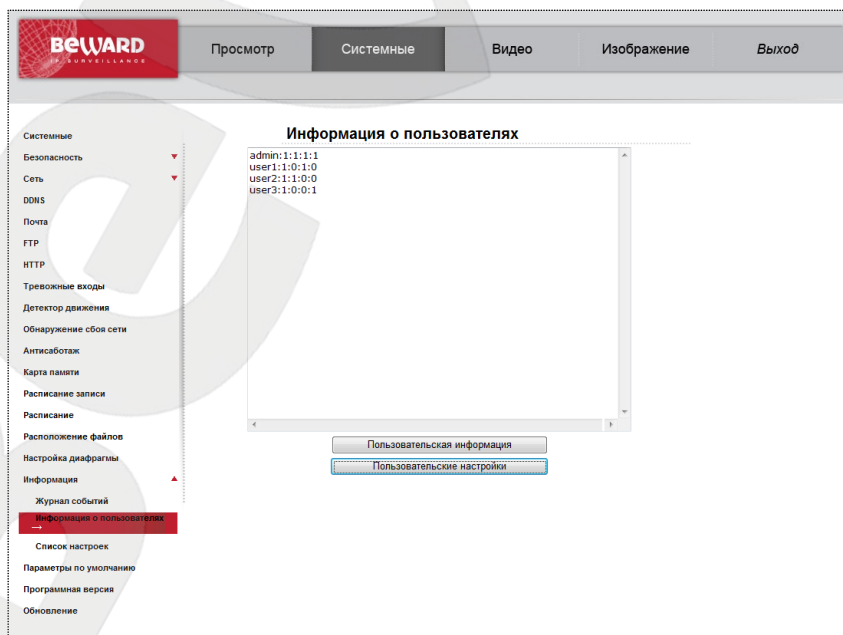 BEWARD
IP SURVEILLANCE
Просмотр
Системные
Видео
Изображение
Выход
Системные
Безопасность
Сеть
DDNS
Почта
FTP
HTTP
Тревожные входы
Детектор движения
Обнаружение сбоя сети
Антисаботаж
Карта памяти
Расписание записи
Расписание
Расположение файлов
Настройка диафрагмы
Информация
Журнал событий
Информация о пользователях
→
Список настроек
Параметры по умолчанию
Программная версия
Обновление
Информация о пользователях
admin:1:1:1:1
user1:1:0:1:0
user2:1:1:0:0
user3:1:0:0:1
Пользовательская информация
Пользовательские настройки